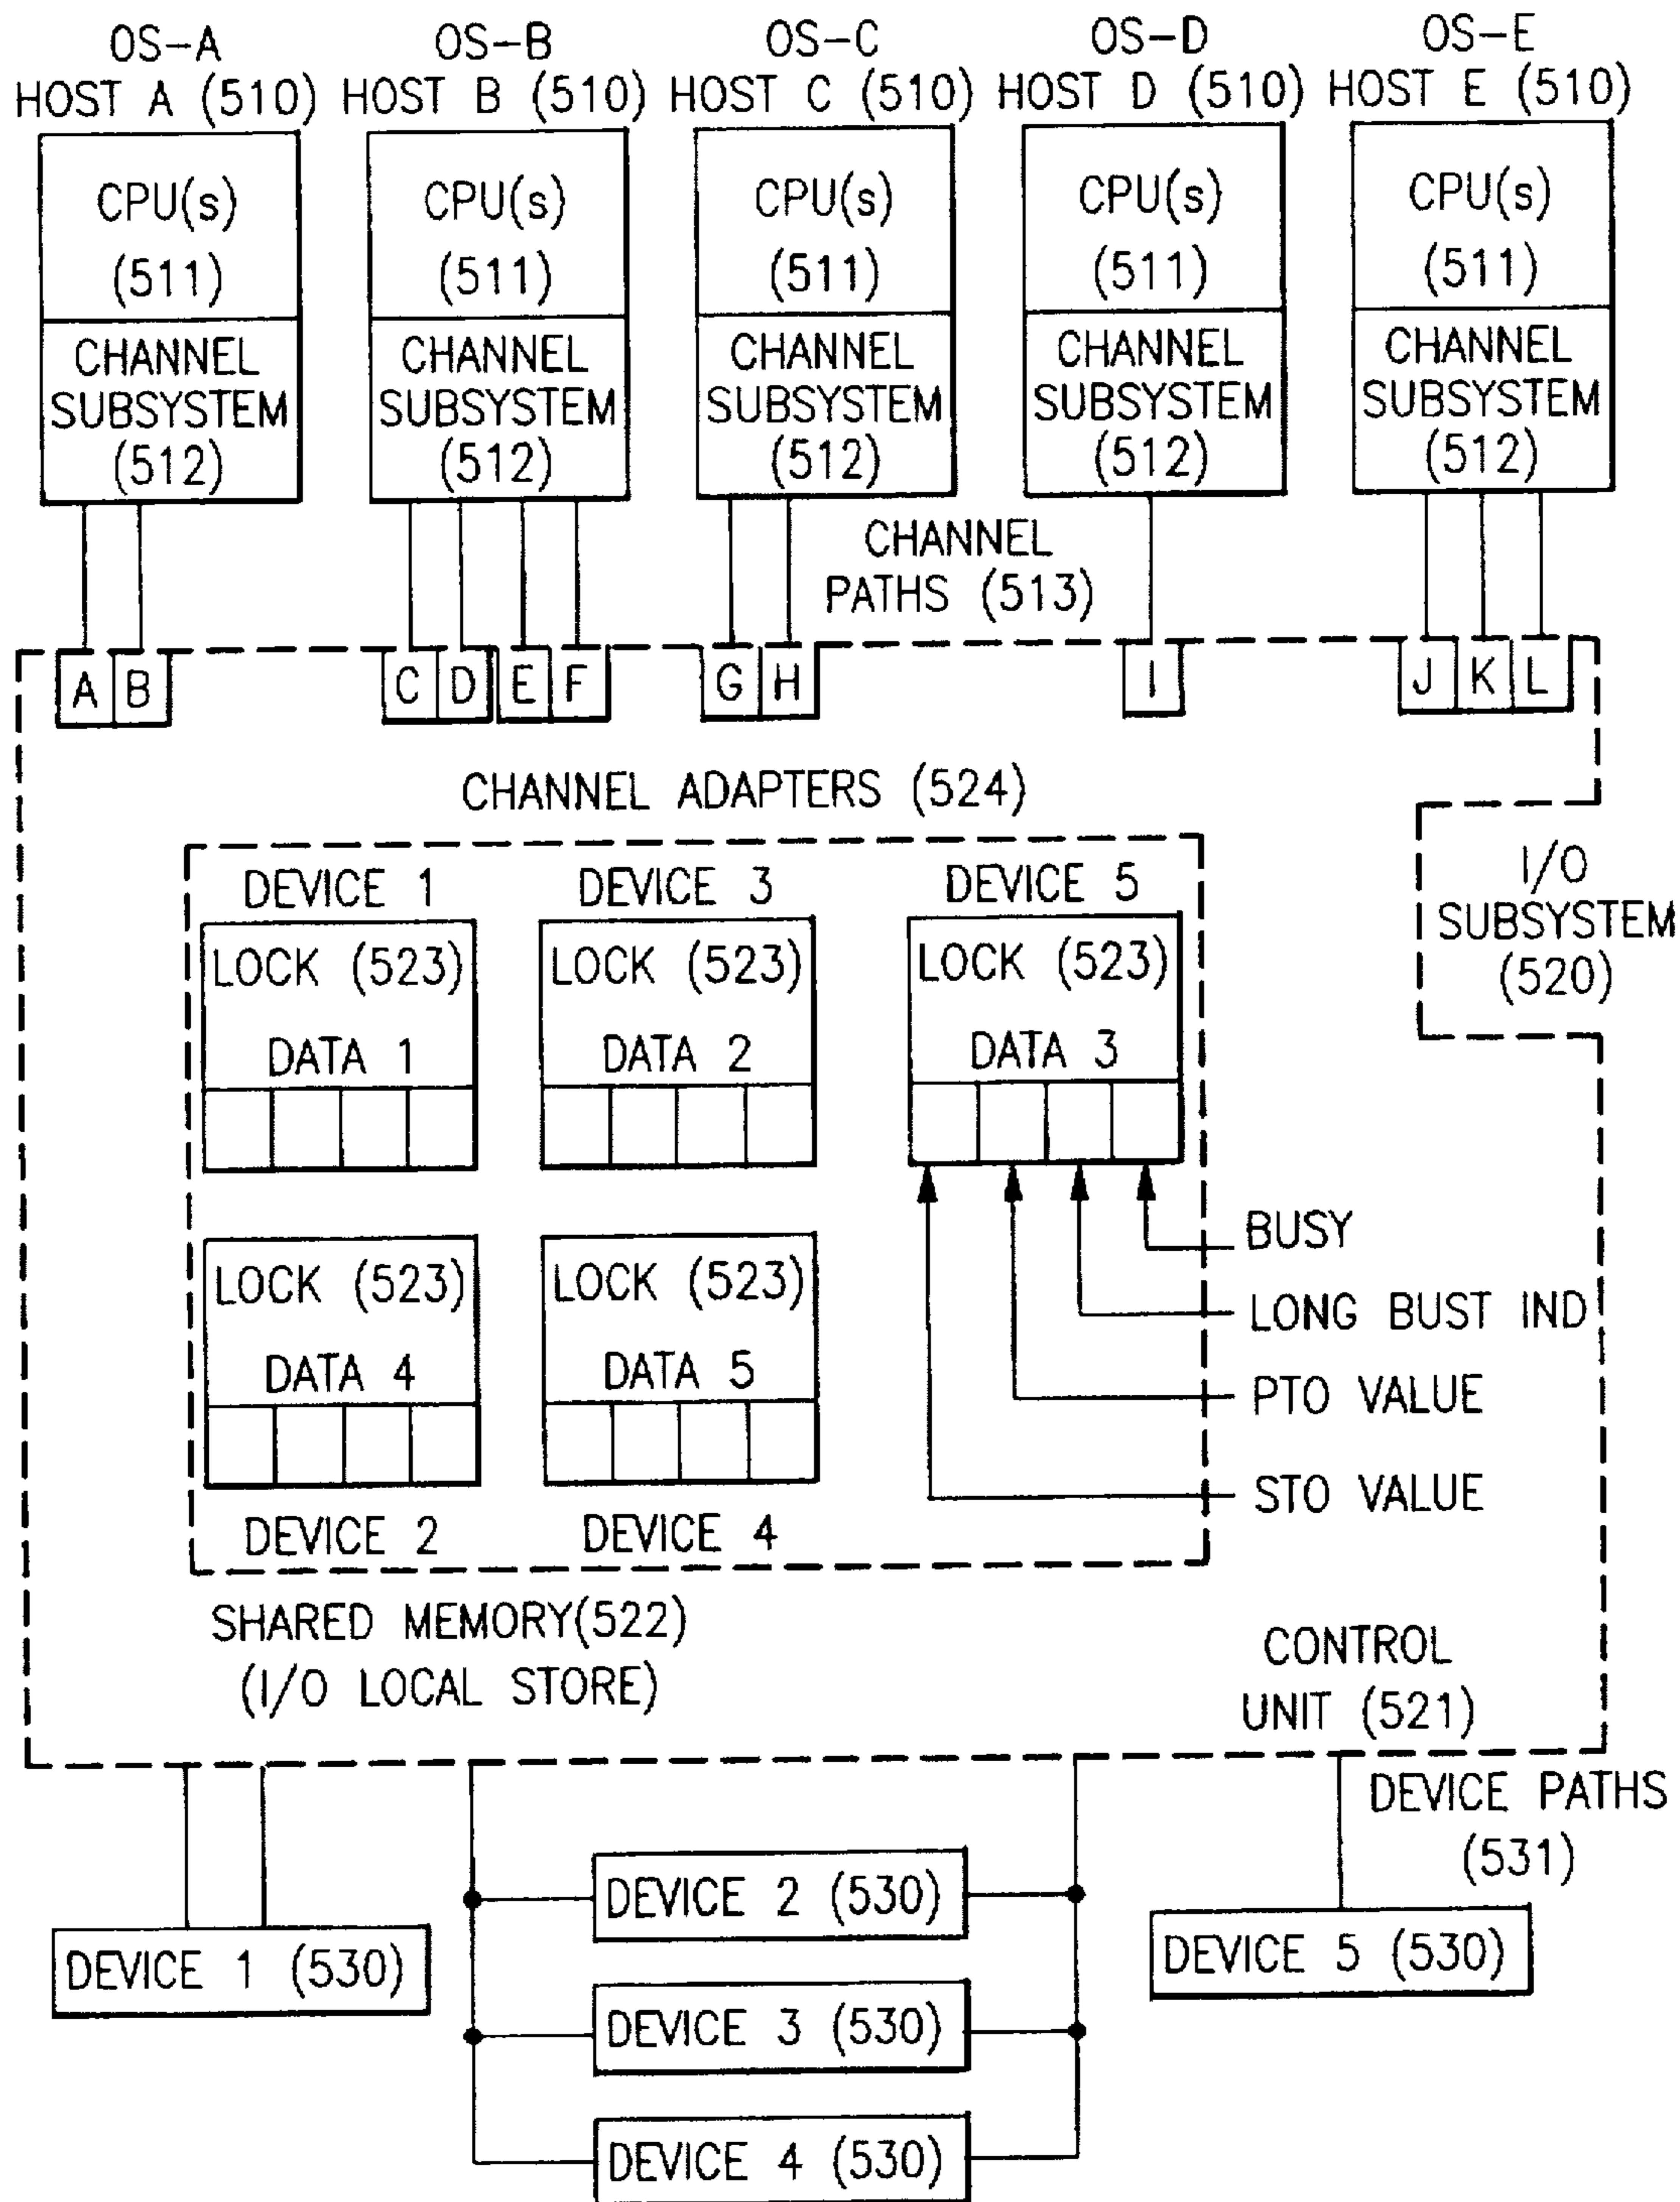 OS-A OS-B OS-C OS-D OS-E
HOST A (510) HOST B (510) HOST C (510) HOST D (510) HOST E (510)
CPU(s) CPU(s) CPU(s) CPU(s) CPU(s)
(511) (511) (511) (511) (511)
CHANNEL CHANNEL CHANNEL CHANNEL CHANNEL
SUBSYSTEM SUBSYSTEM SUBSYSTEM SUBSYSTEM SUBSYSTEM
(512) (512) (512) (512) (512)
CHANNEL
PATHS (513)
A B C D E F G H I J K L
CHANNEL ADAPTERS (524)
I/O
SUBSYSTEM
(520)
DEVICE 1 DEVICE 3 DEVICE 5
LOCK (523) LOCK (523) LOCK (523)
DATA 1 DATA 2 DATA 3
BUSY
LONG BUST IND
PTO VALUE
STO VALUE
LOCK (523) LOCK (523)
DATA 4 DATA 5
DEVICE 2 DEVICE 4
SHARED MEMORY(522)
(I/O LOCAL STORE)
CONTROL
UNIT (521)
DEVICE PATHS
(531)
DEVICE 1 (530)
DEVICE 2 (530)
DEVICE 3 (530)
DEVICE 4 (530)
DEVICE 5 (530)